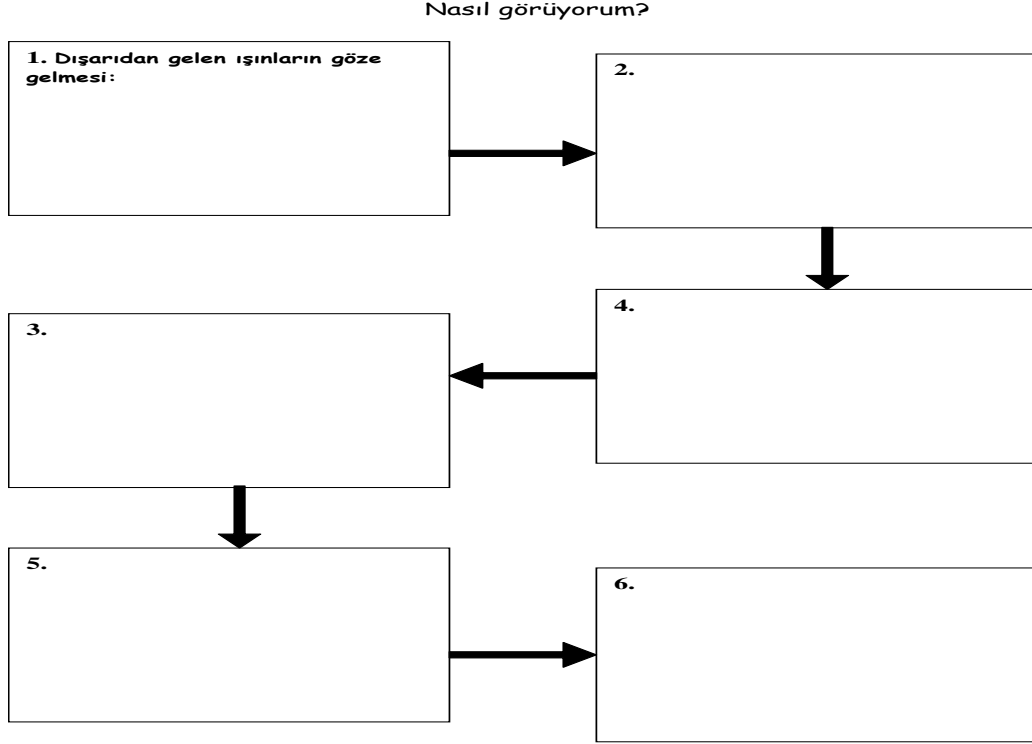 Nasıl görüyorum?
1. Dışarıdan gelen ışınların göze
gelmesi:
2.
3.
4.
5.
6.